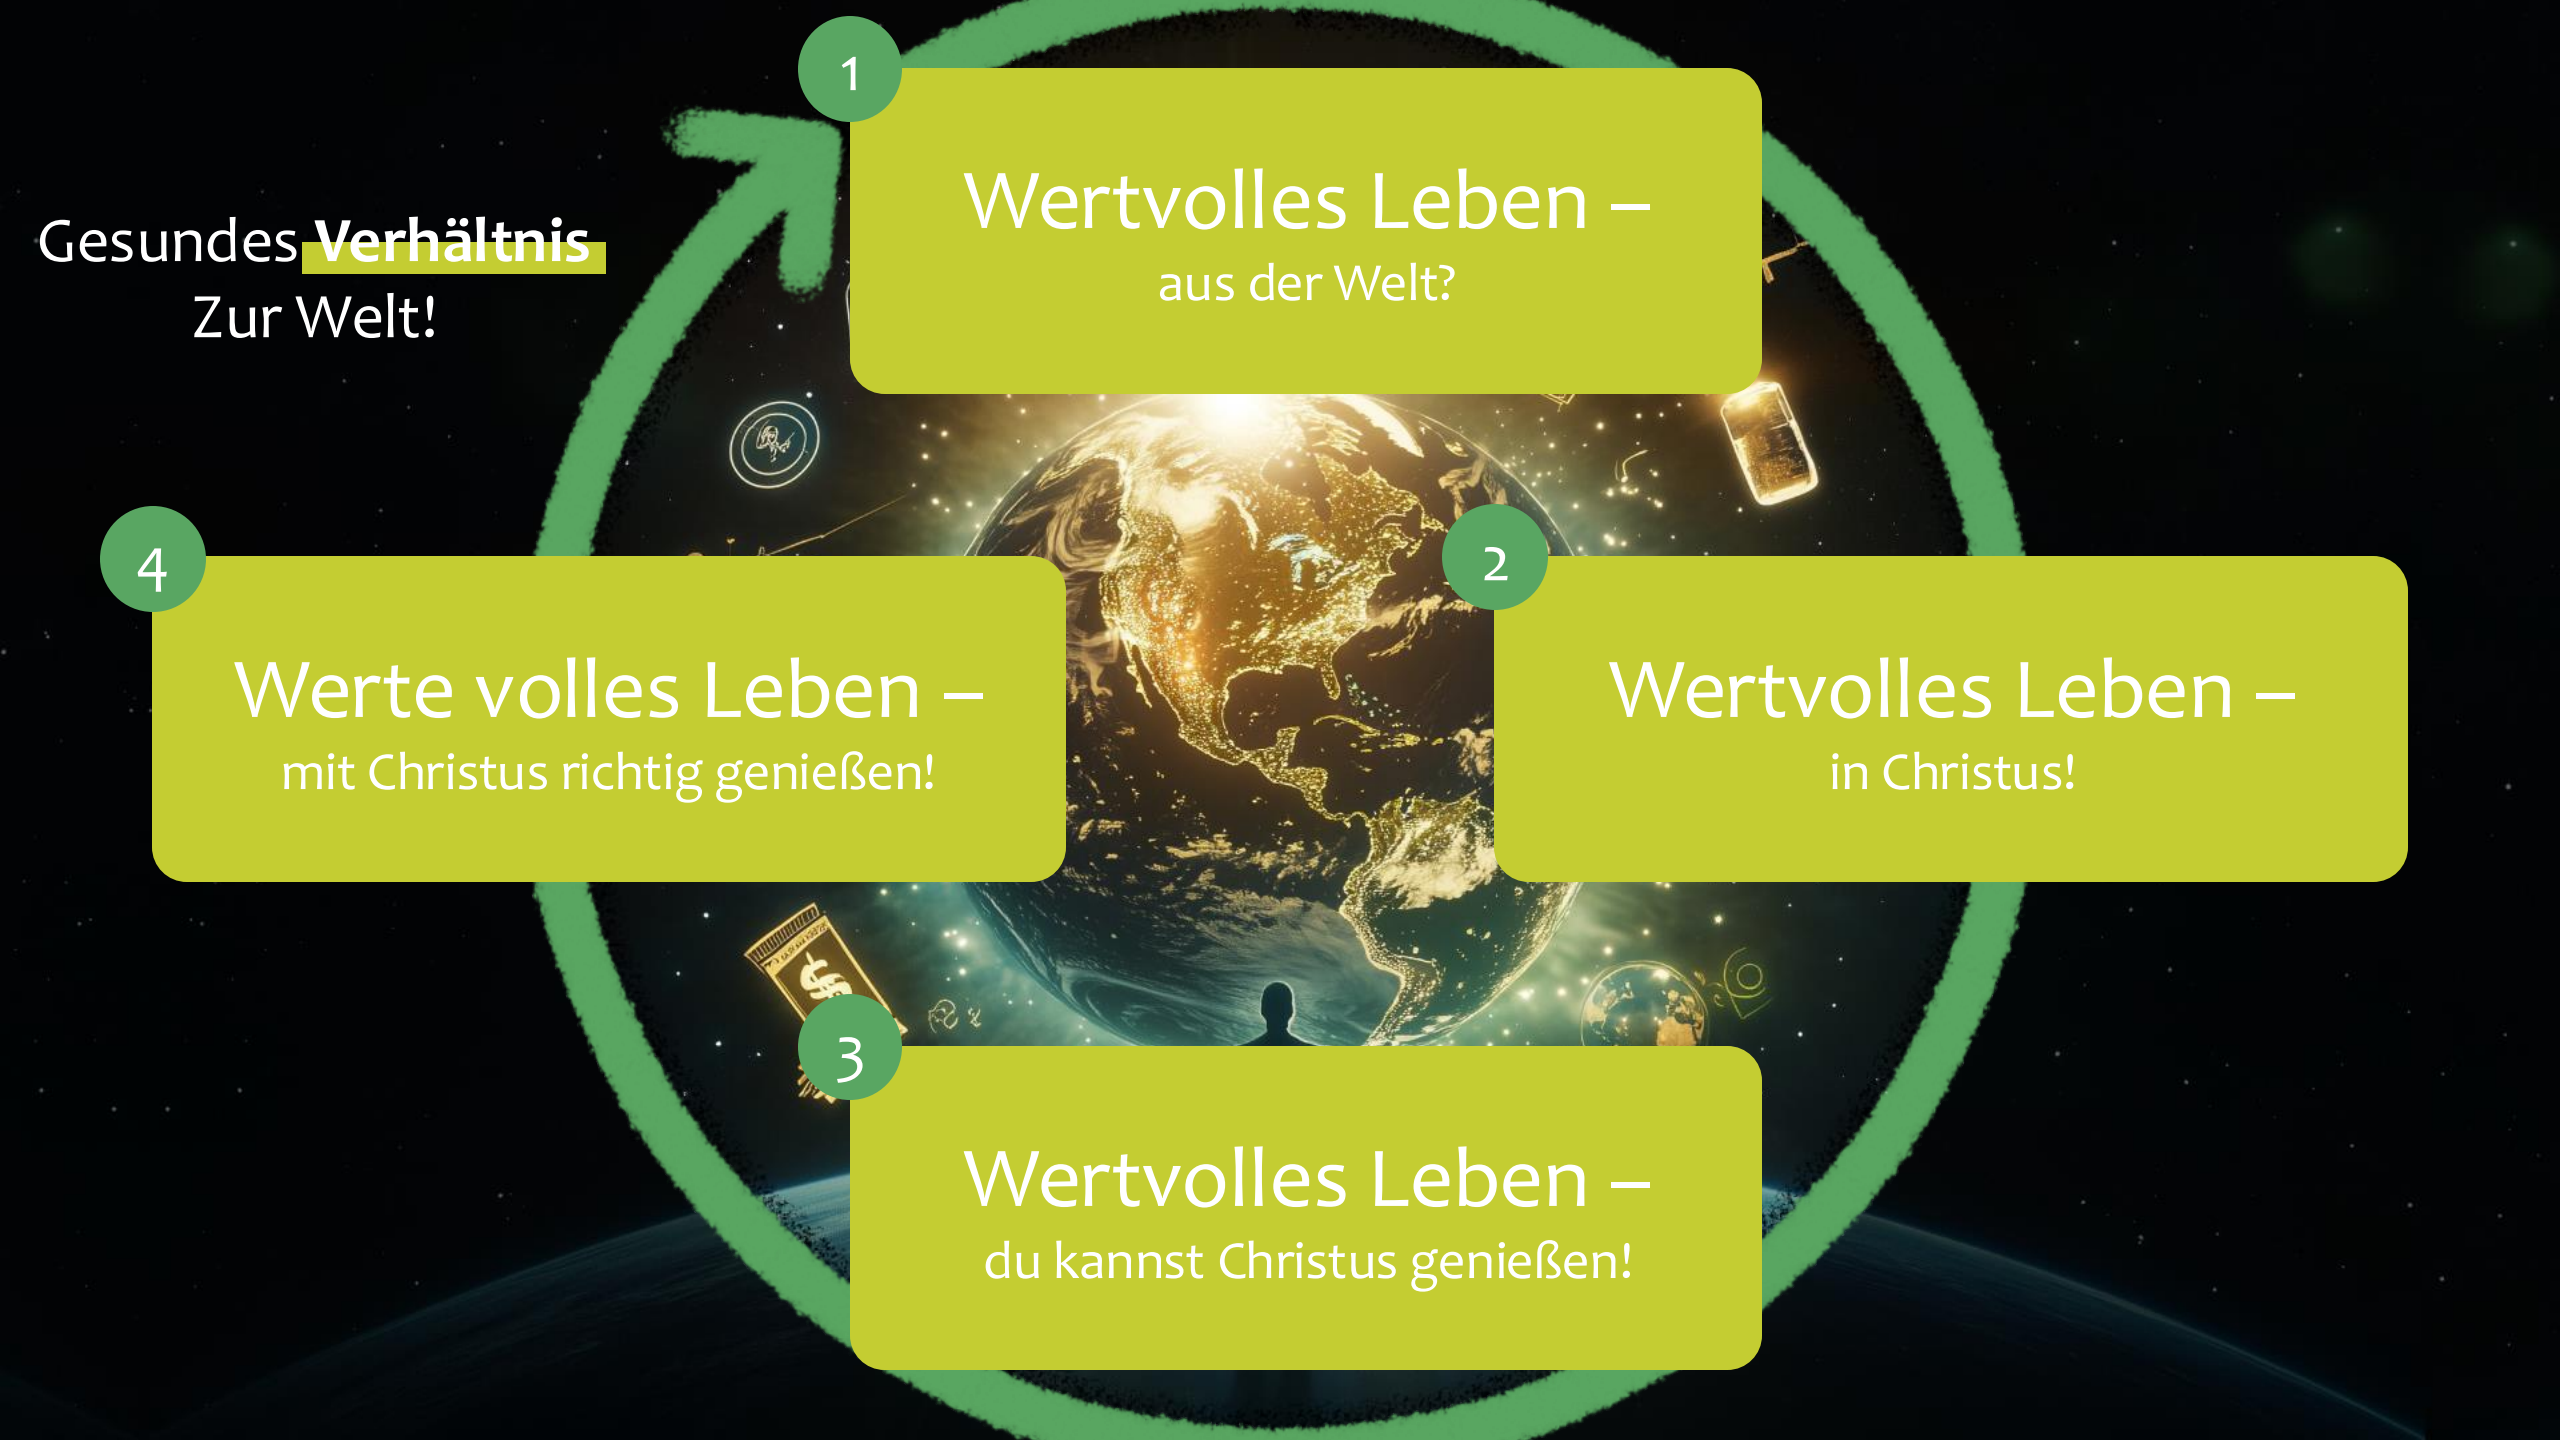 Gesundes Verhältnis
Zur Welt!
1
Wertvolles Leben –
aus der Welt?
2
Wertvolles Leben –
in Christus!
3
Wertvolles Leben –
du kannst Christus genießen!
4
Werte volles Leben –
mit Christus richtig genießen!
$